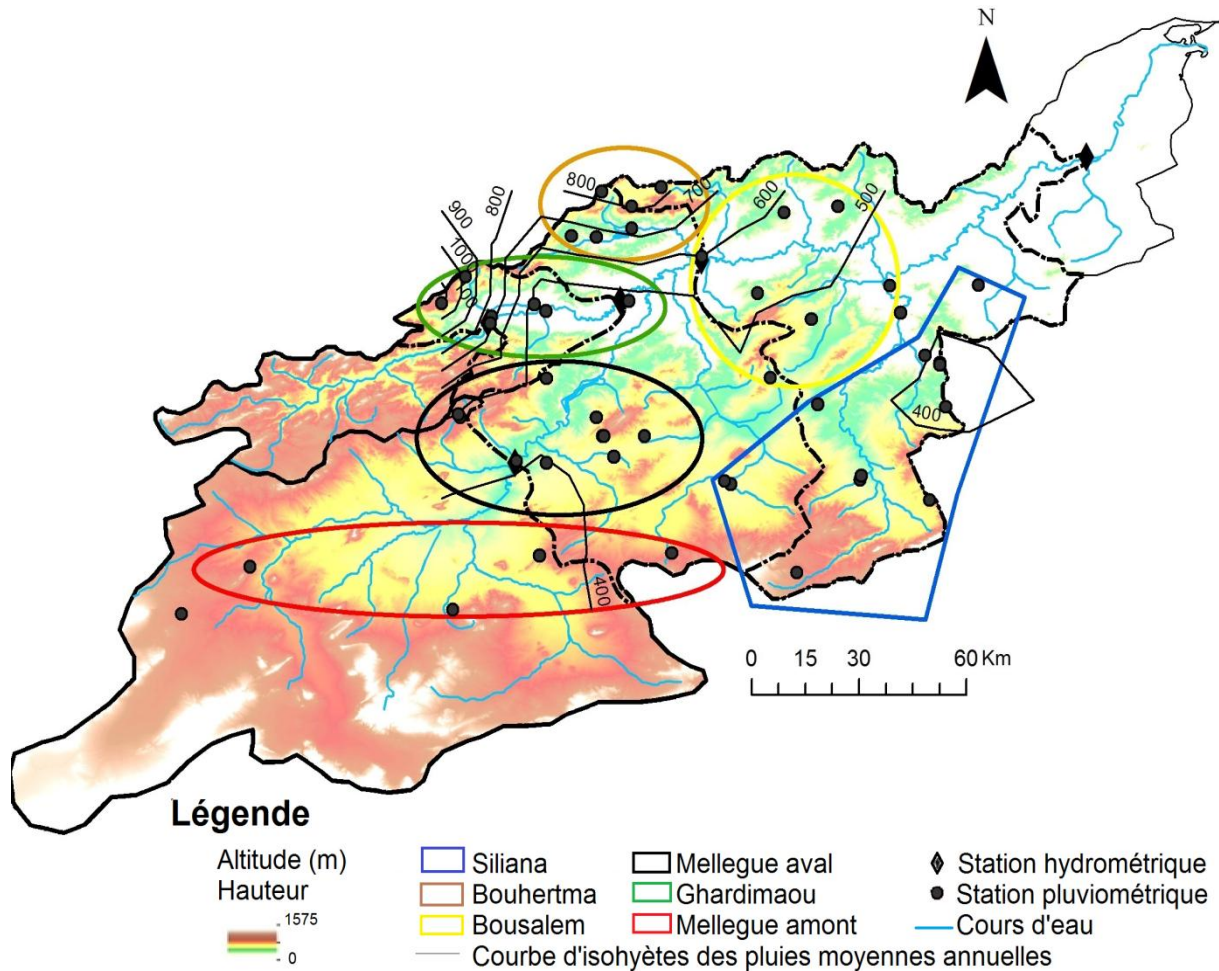 N
800
700
600
500
800
900
1000
400
400
0 15 30 60 Km
Légende
Altitude (m)
Hauteur
1575
0
Siliana
Bouhertma
Bousalem
Mellegue aval
Ghardimaou
Mellegue amont
Station hydrométrique
Station pluviométrique
Cours d'eau
Courbe d'isohyètes des pluies moyennes annuelles